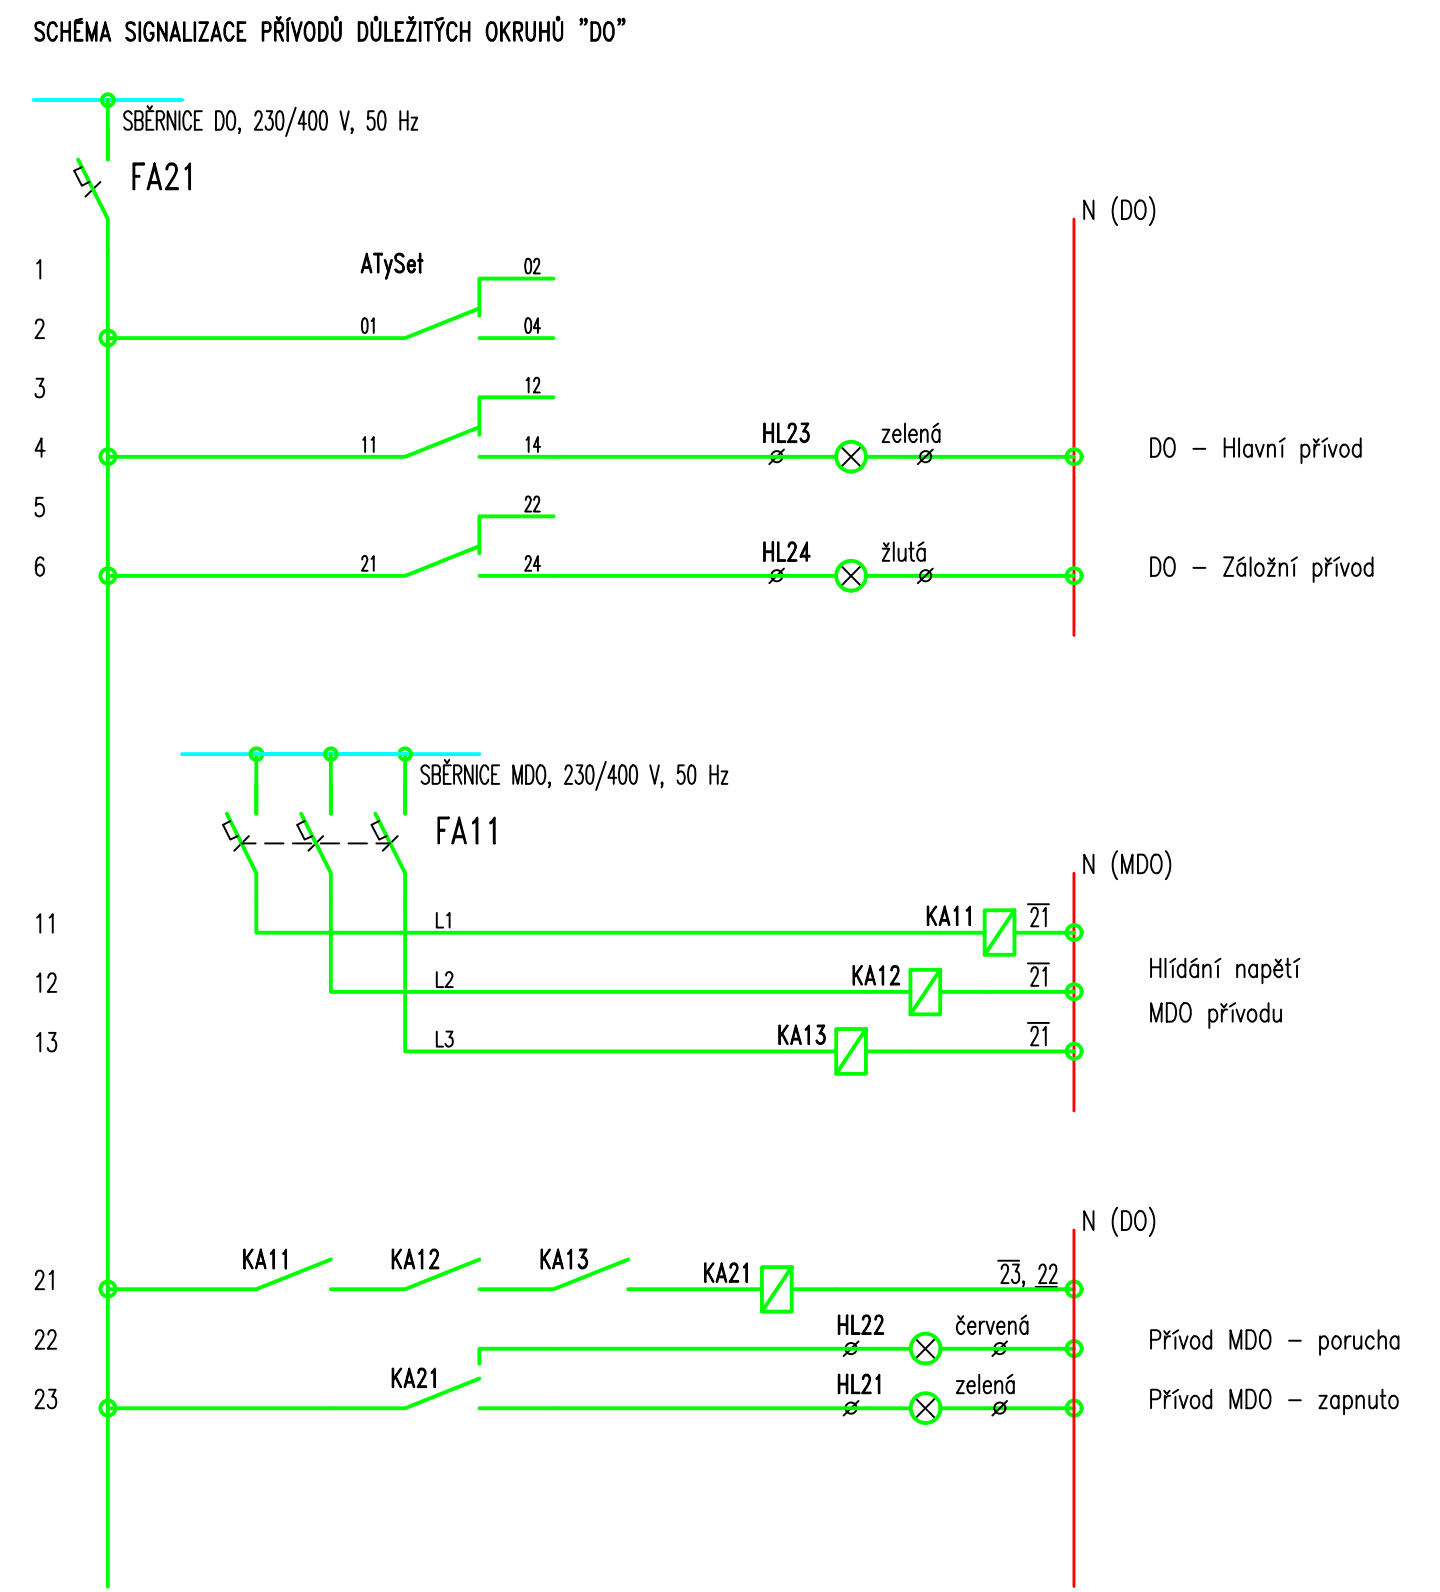 SCHÉMA SIGNALIZACE PŘÍVODŮ DŮLEŽITÝCH OKRUHŮ ”DO”
SBĚRNICE DO, 230/400 V, 50 Hz
FA21
N (DO)
1
ATySet
02
2
01
04
3
12
4
11
14
HL23
zelená
DO – Hlavní přívod
5
22
6
21
24
HL24
žlutá
DO – Záložní přívod
SBĚRNICE MDO, 230/400 V, 50 Hz
FA11
N (MDO)
11
L1
KA11
21
12
L2
KA12
21
Hlídání napětí
MDO přívodu
13
L3
KA13
21
N (DO)
21
KA11
KA12
KA13
KA21
23, 22
22
HL22
červená
Přívod MDO – porucha
23
KA21
HL21
zelená
Přívod MDO – zapnuto